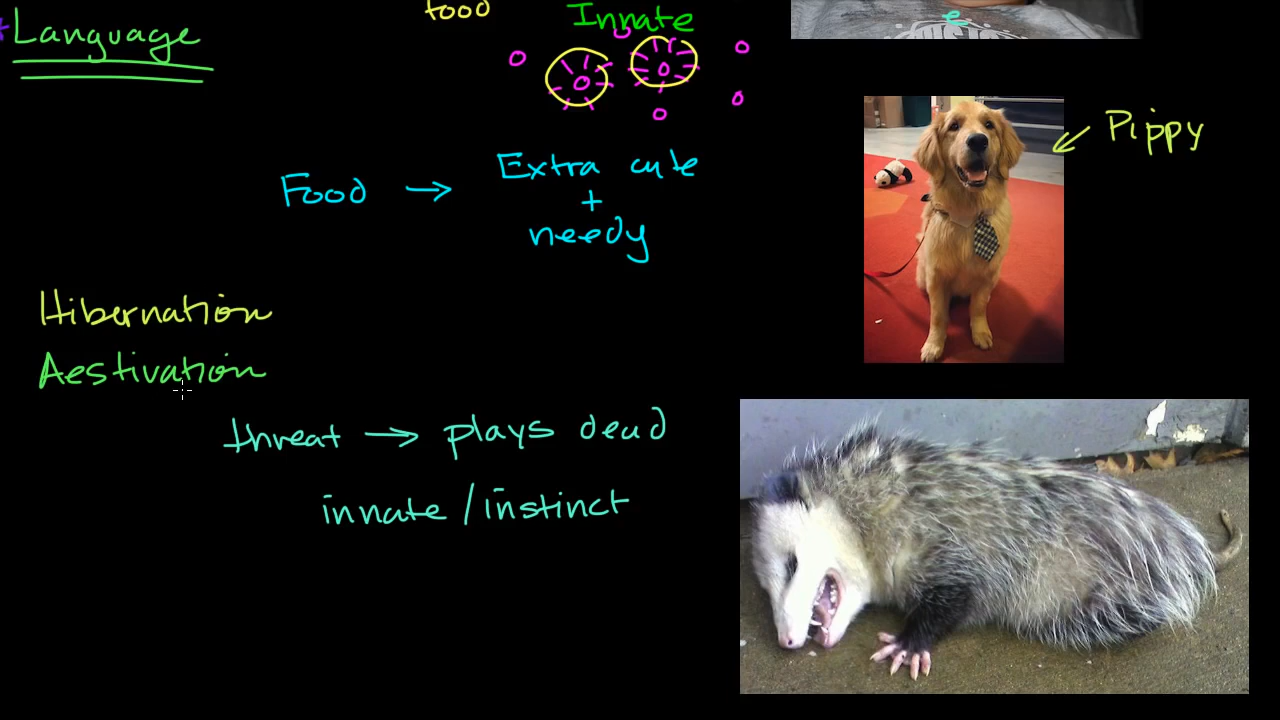 food
Innate
Language
Pippy
Food → Extra cute
+
needy
Hibernation
Aestivation
threat → plays dead
innate / instinct